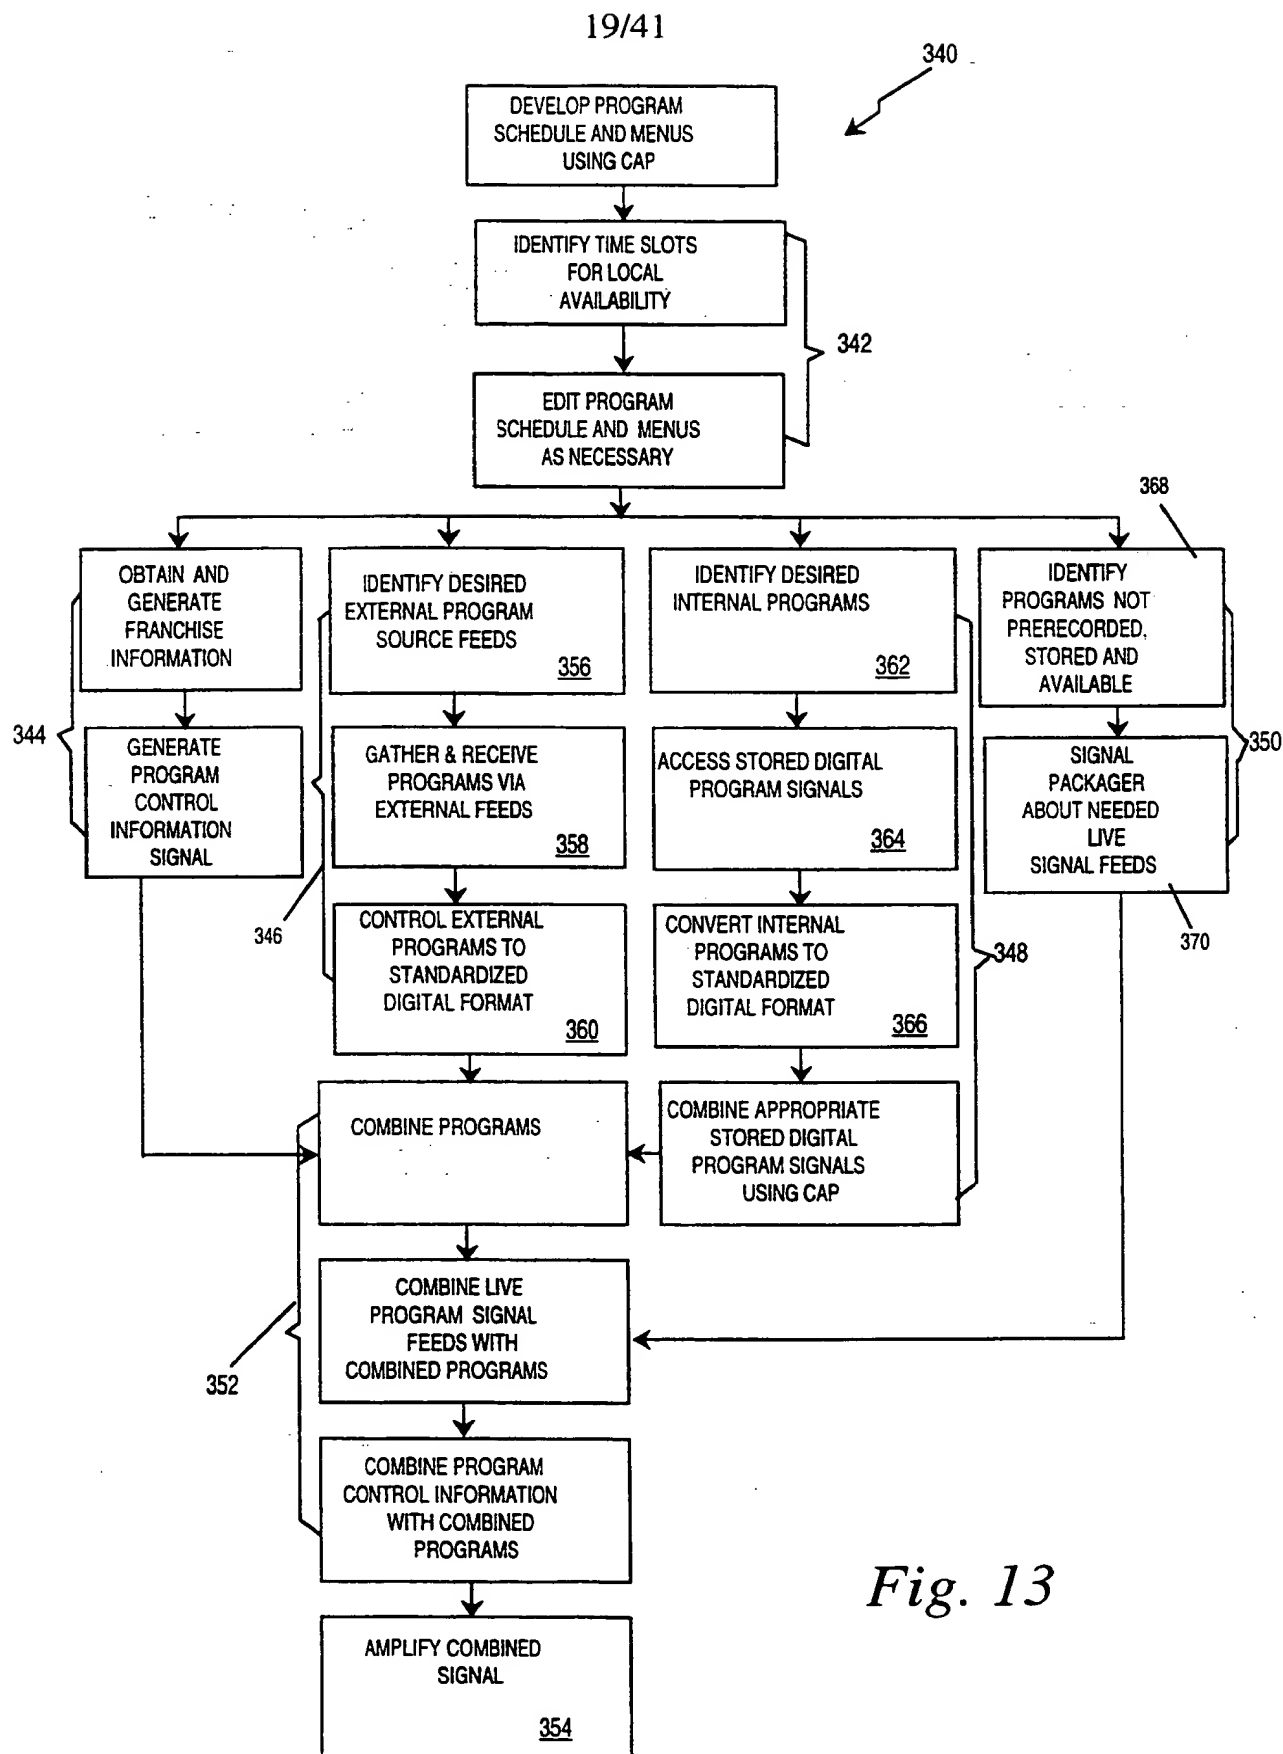 19/41
340
DEVELOP PROGRAM
SCHEDULE AND MENUS
USING CAP
IDENTIFY TIME SLOTS
FOR LOCAL
AVAILABILITY
342
EDIT PROGRAM
SCHEDULE AND MENUS
AS NECESSARY
344
OBTAIN AND
GENERATE
FRANCHISE
INFORMATION
GENERATE
PROGRAM
CONTROL
INFORMATION
SIGNAL
346
IDENTIFY DESIRED
EXTERNAL PROGRAM
SOURCE FEEDS
356
GATHER & RECEIVE
PROGRAMS VIA
EXTERNAL FEEDS
358
CONTROL EXTERNAL
PROGRAMS TO
STANDARDIZED
DIGITAL FORMAT
360
IDENTIFY DESIRED
INTERNAL PROGRAMS
362
ACCESS STORED DIGITAL
PROGRAM SIGNALS
364
CONVERT INTERNAL
PROGRAMS TO
STANDARDIZED
DIGITAL FORMAT
366
COMBINE APPROPRIATE
STORED DIGITAL
PROGRAM SIGNALS
USING CAP
348
368
IDENTIFY
PROGRAMS NOT
PRERECORDED,
STORED AND
AVAILABLE
350
SIGNAL
PACKAGER
ABOUT NEEDED
LIVE
SIGNAL FEEDS
370
COMBINE PROGRAMS
352
COMBINE LIVE
PROGRAM SIGNAL
FEEDS WITH
COMBINED PROGRAMS
COMBINE PROGRAM
CONTROL INFORMATION
WITH COMBINED
PROGRAMS
AMPLIFY COMBINED
SIGNAL
354
Fig. 13